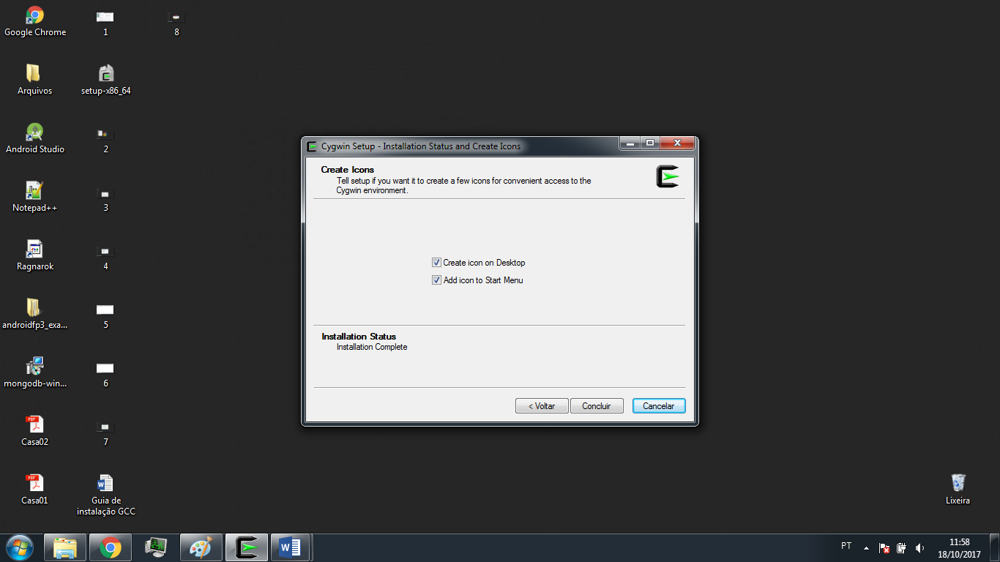 Google Chrome
1
8
Arquivos
setup-x86_64
Android Studio
2
Notepad++
3
Ragnarok
4
androidfp3_exa...
5
mongodb-win...
6
Casa02
7
Casa01
Guia de
instalação GCC
Cygwin Setup - Installation Status and Create Icons
Create Icons
Tell setup if you want it to create a few icons for convenient access to the
Cygwin environment.
Create icon on Desktop
Add icon to Start Menu
Installation Status
Installation Complete
< Voltar
Concluir
Cancelar
Lixeira
PT
11:58
18/10/2017